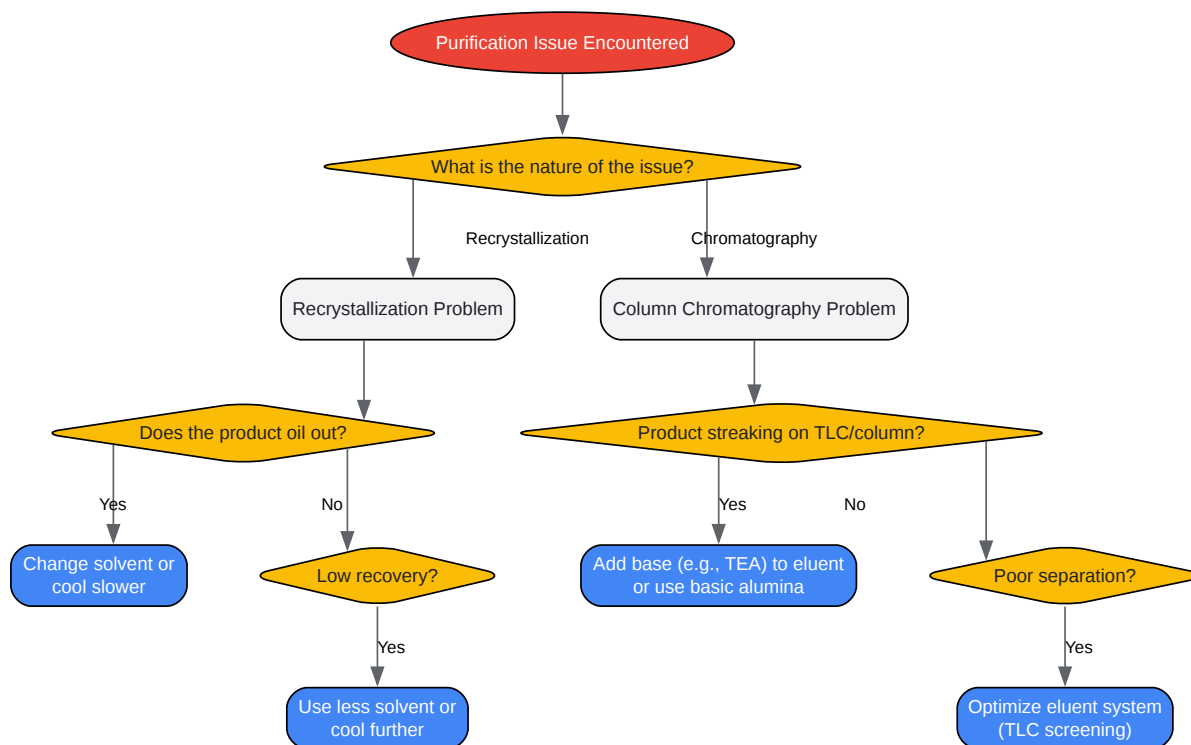 Purification Issue Encountered
What is the nature of the issue?
Recrystallization
Chromatography
Recrystallization Problem
Column Chromatography Problem
Does the product oil out?
Product streaking on TLC/column?
Yes
No
Yes
No
Change solvent or
cool slower
Low recovery?
Add base (e.g., TEA) to eluent
or use basic alumina
Poor separation?
Yes
Yes
Use less solvent or
cool further
Optimize eluent system
(TLC screening)